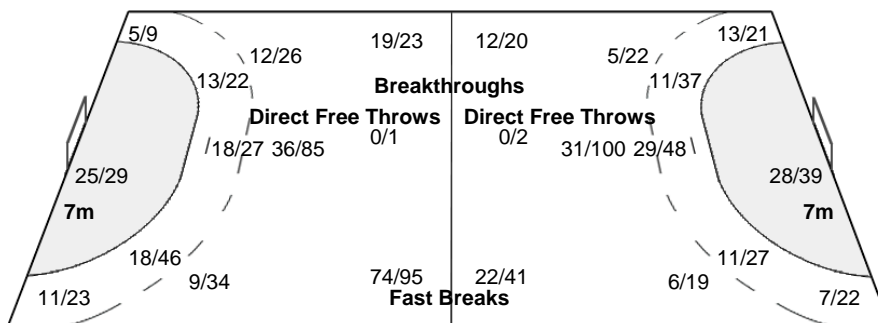 5/9 19/23 12/20 13/21
12/26 5/22
13/22 Breakthroughs 11/37
Direct Free Throws Direct Free Throws
0/1 0/2
18/27 36/85 31/100 29/48
25/29 28/39
7m 7m
18/46 11/27
9/34 74/95 22/41 6/19
11/23 Fast Breaks 7/22